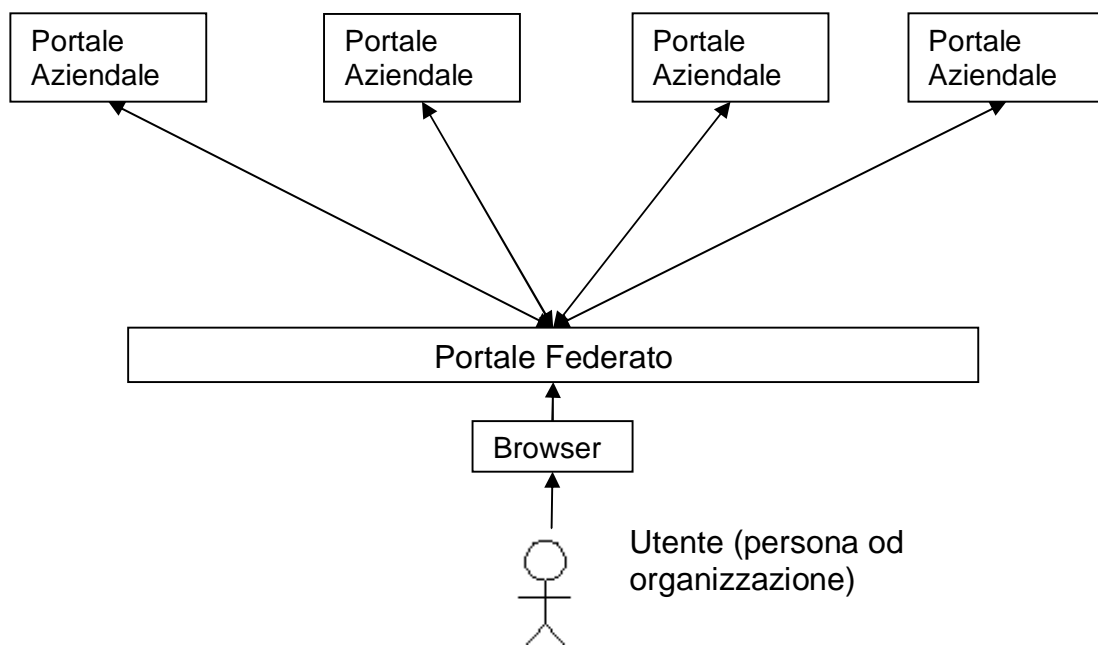 Portale
Aziendale
Portale
Aziendale
Portale
Aziendale
Portale
Aziendale
Portale Federato
Browser
Utente (persona od
organizzazione)